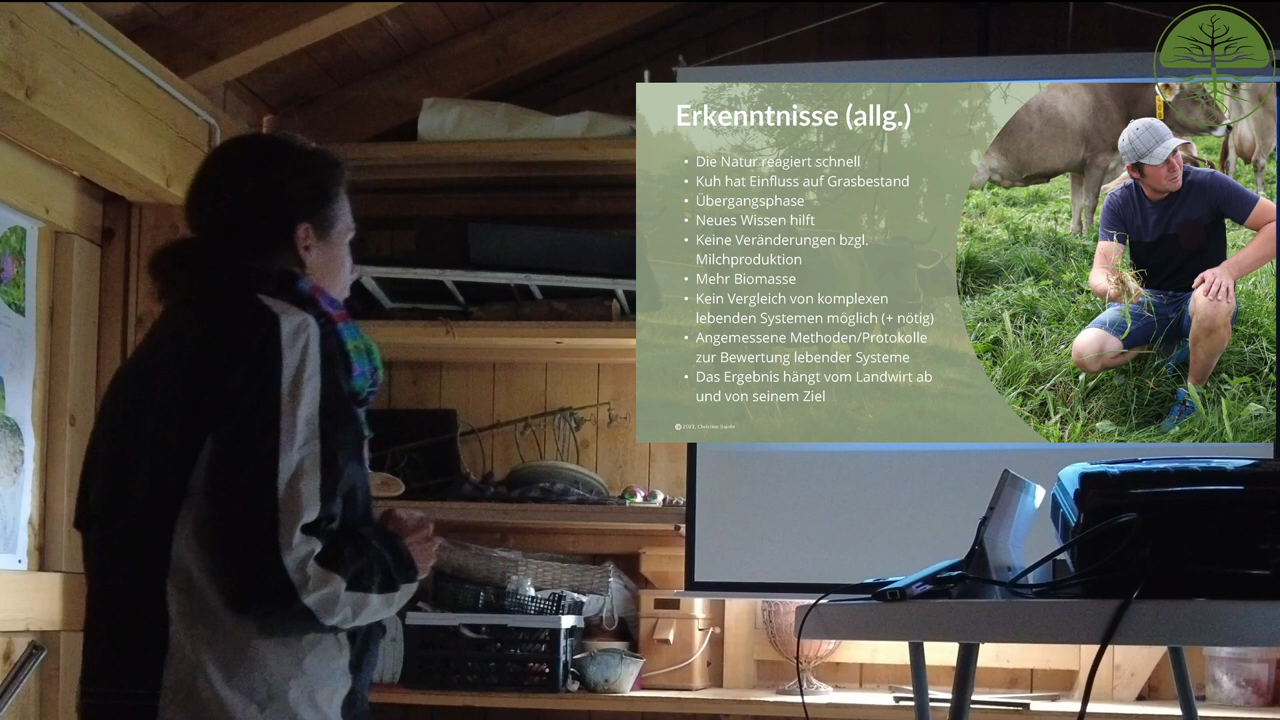 Erkenntnisse (allg.)
• Die Natur reagiert schnell
• Kuh hat Einfluss auf Grasbestand
• Übergangsphase
• Neues Wissen hilft
• Keine Veränderungen bzgl.
Milchproduktion
• Mehr Biomasse
• Kein Vergleich von komplexen
lebenden Systemen möglich (+ nötig)
• Angemessene Methoden/Protokolle
zur Bewertung lebender Systeme
• Das Ergebnis hängt vom Landwirt ab
und von seinem Ziel
2022, Christine